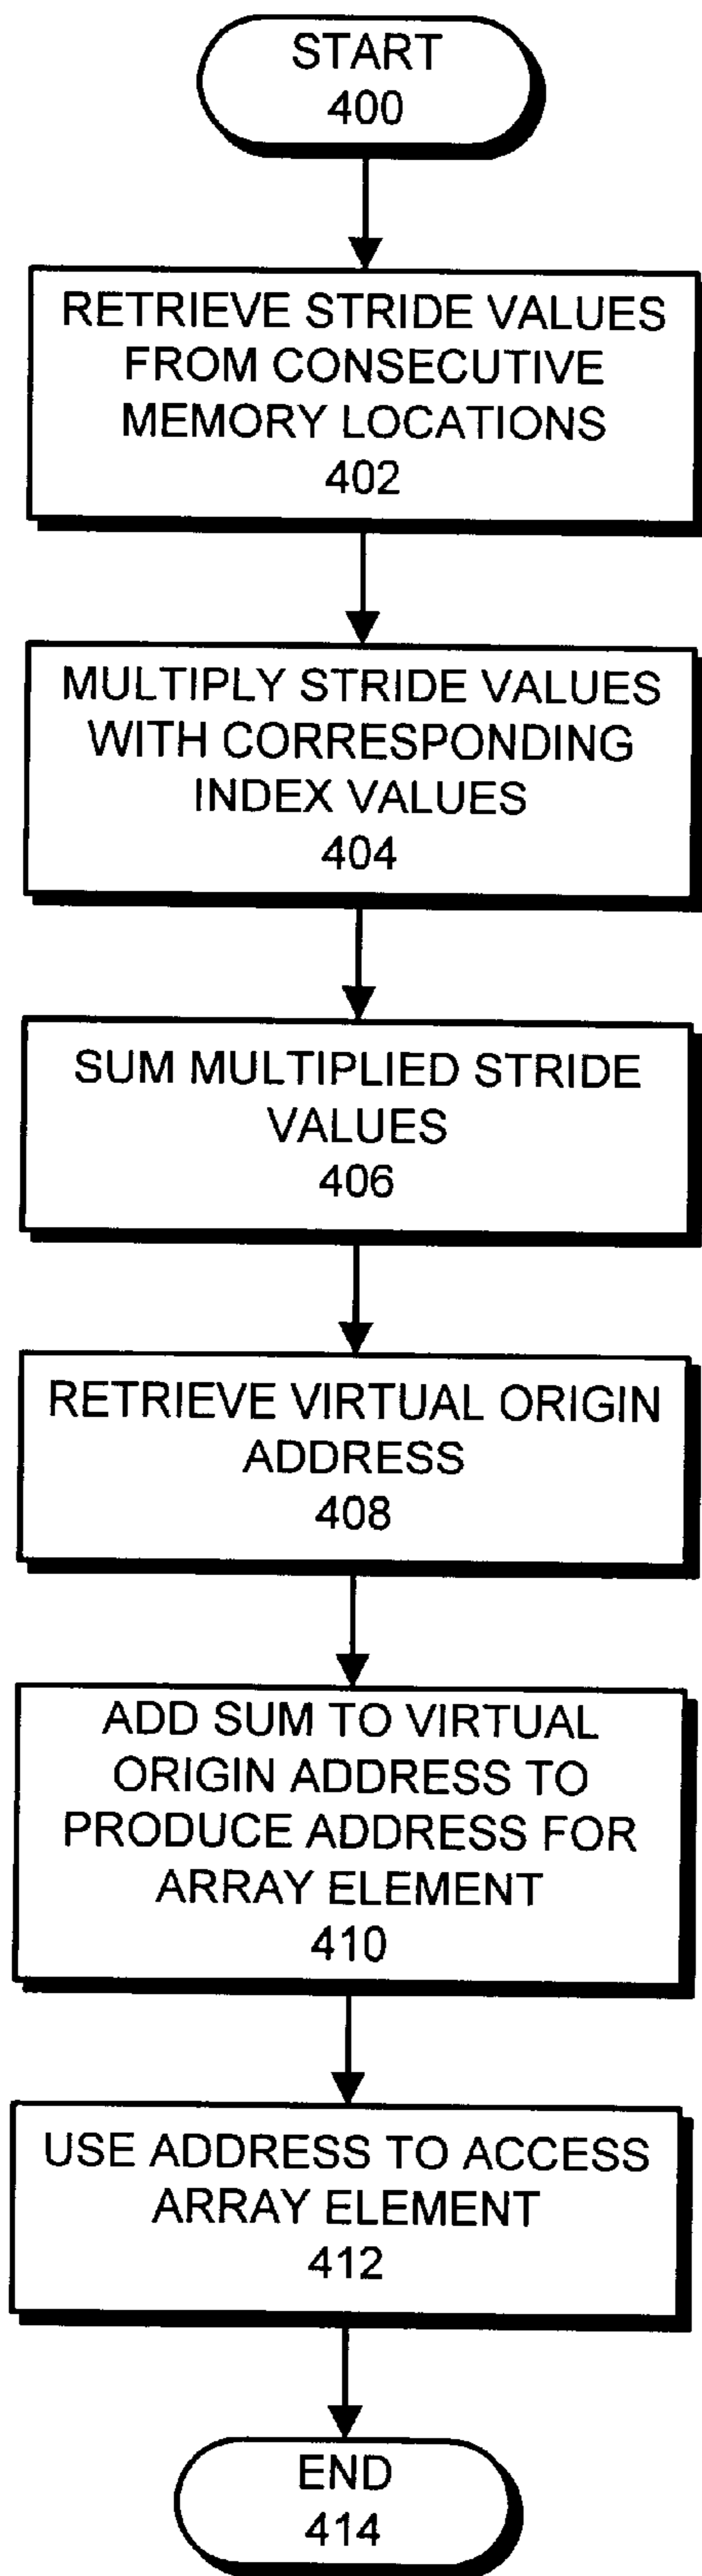 START
400
RETRIEVE STRIDE VALUES
FROM CONSECUTIVE
MEMORY LOCATIONS
402
MULTIPLY STRIDE VALUES
WITH CORRESPONDING
INDEX VALUES
404
SUM MULTIPLIED STRIDE
VALUES
406
RETRIEVE VIRTUAL ORIGIN
ADDRESS
408
ADD SUM TO VIRTUAL
ORIGIN ADDRESS TO
PRODUCE ADDRESS FOR
ARRAY ELEMENT
410
USE ADDRESS TO ACCESS
ARRAY ELEMENT
412
END
414